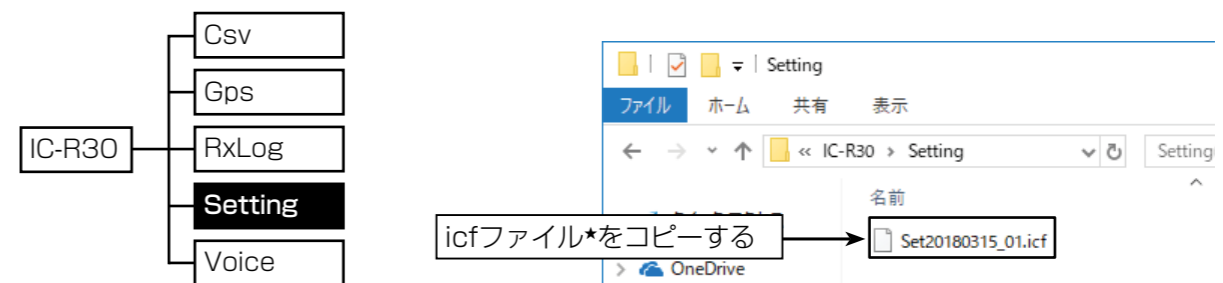 IC-R30
Csv
Gps
RxLog
Setting
Voice
Setting
ファイル ホーム 共有 表示
« IC-R30 > Setting
Setting
名前
icfファイル★をコピーする
Set20180315_01.icf
OneDrive